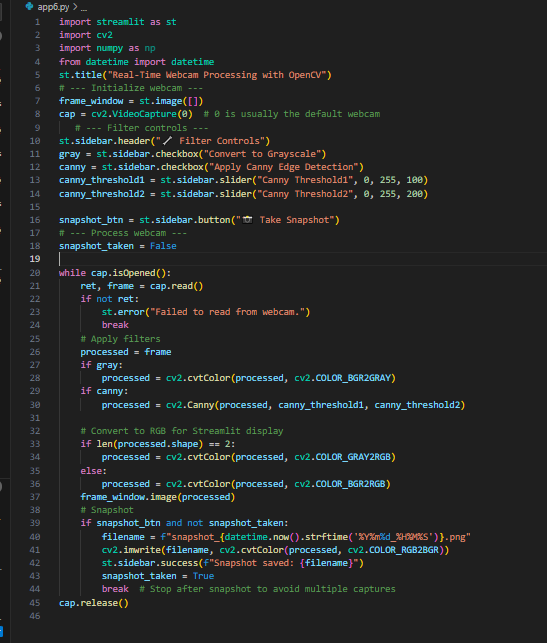 app6.py > ...
1 import streamlit as st
2 import cv2
3 import numpy as np
4 from datetime import datetime
5 st.title("Real-Time Webcam Processing with OpenCV")
6 # --- Initialize webcam ---
7 frame_window = st.image([])
8 cap = cv2.VideoCapture(0)  # 0 is usually the default webcam
9 # --- Filter controls ---
10 st.sidebar.header("🪄 Filter Controls")
11 gray = st.sidebar.checkbox("Convert to Grayscale")
12 canny = st.sidebar.checkbox("Apply Canny Edge Detection")
13 canny_threshold1 = st.sidebar.slider("Canny Threshold1", 0, 255, 100)
14 canny_threshold2 = st.sidebar.slider("Canny Threshold2", 0, 255, 200)
15
16 snapshot_btn = st.sidebar.button("📷 Take Snapshot")
17 # --- Process webcam ---
18 snapshot_taken = False
19
20 while cap.isOpened():
21     ret, frame = cap.read()
22     if not ret:
23         st.error("Failed to read from webcam.")
24         break
25     # Apply filters
26     processed = frame
27     if gray:
28         processed = cv2.cvtColor(processed, cv2.COLOR_BGR2GRAY)
29     if canny:
30         processed = cv2.Canny(processed, canny_threshold1, canny_threshold2)
31
32     # Convert to RGB for Streamlit display
33     if len(processed.shape) == 2:
34         processed = cv2.cvtColor(processed, cv2.COLOR_GRAY2RGB)
35     else:
36         processed = cv2.cvtColor(processed, cv2.COLOR_BGR2RGB)
37     frame_window.image(processed)
38     # Snapshot
39     if snapshot_btn and not snapshot_taken:
40         filename = f"snapshot_{datetime.now().strftime('%Y%m%d_%H%M%S')}.png"
41         cv2.imwrite(filename, cv2.cvtColor(processed, cv2.COLOR_RGB2BGR))
42         st.sidebar.success(f"Snapshot saved: {filename}")
43         snapshot_taken = True
44         break  # Stop after snapshot to avoid multiple captures
45 cap.release()
46